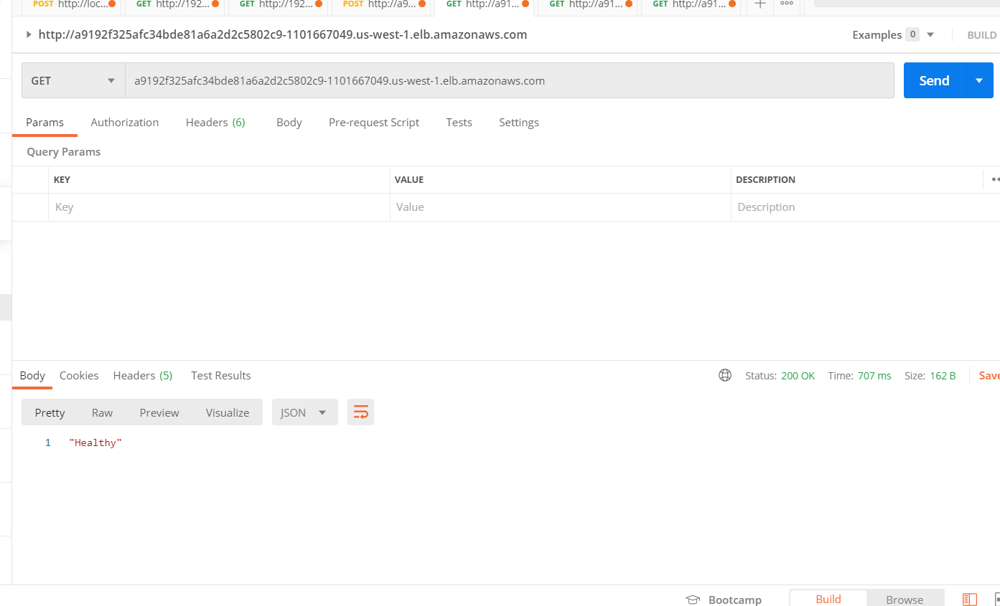 POST http://loc... GET http://192... GET http://192... POST http://a9... GET http://a91... GET http://a91... GET http://a91...
http://a9192f325afc34bde81a6a2d2c5802c9-1101667049.us-west-1.elb.amazonaws.com Examples 0 BUILD
GET a9192f325afc34bde81a6a2d2c5802c9-1101667049.us-west-1.elb.amazonaws.com Send
Params Authorization Headers (6) Body Pre-request Script Tests Settings
Query Params
KEY VALUE DESCRIPTION
Key Value Description
Body Cookies Headers (5) Test Results Status: 200 OK Time: 707 ms Size: 162 B Save
Pretty Raw Preview Visualize JSON
1 "Healthy"
Bootcamp Build Browse